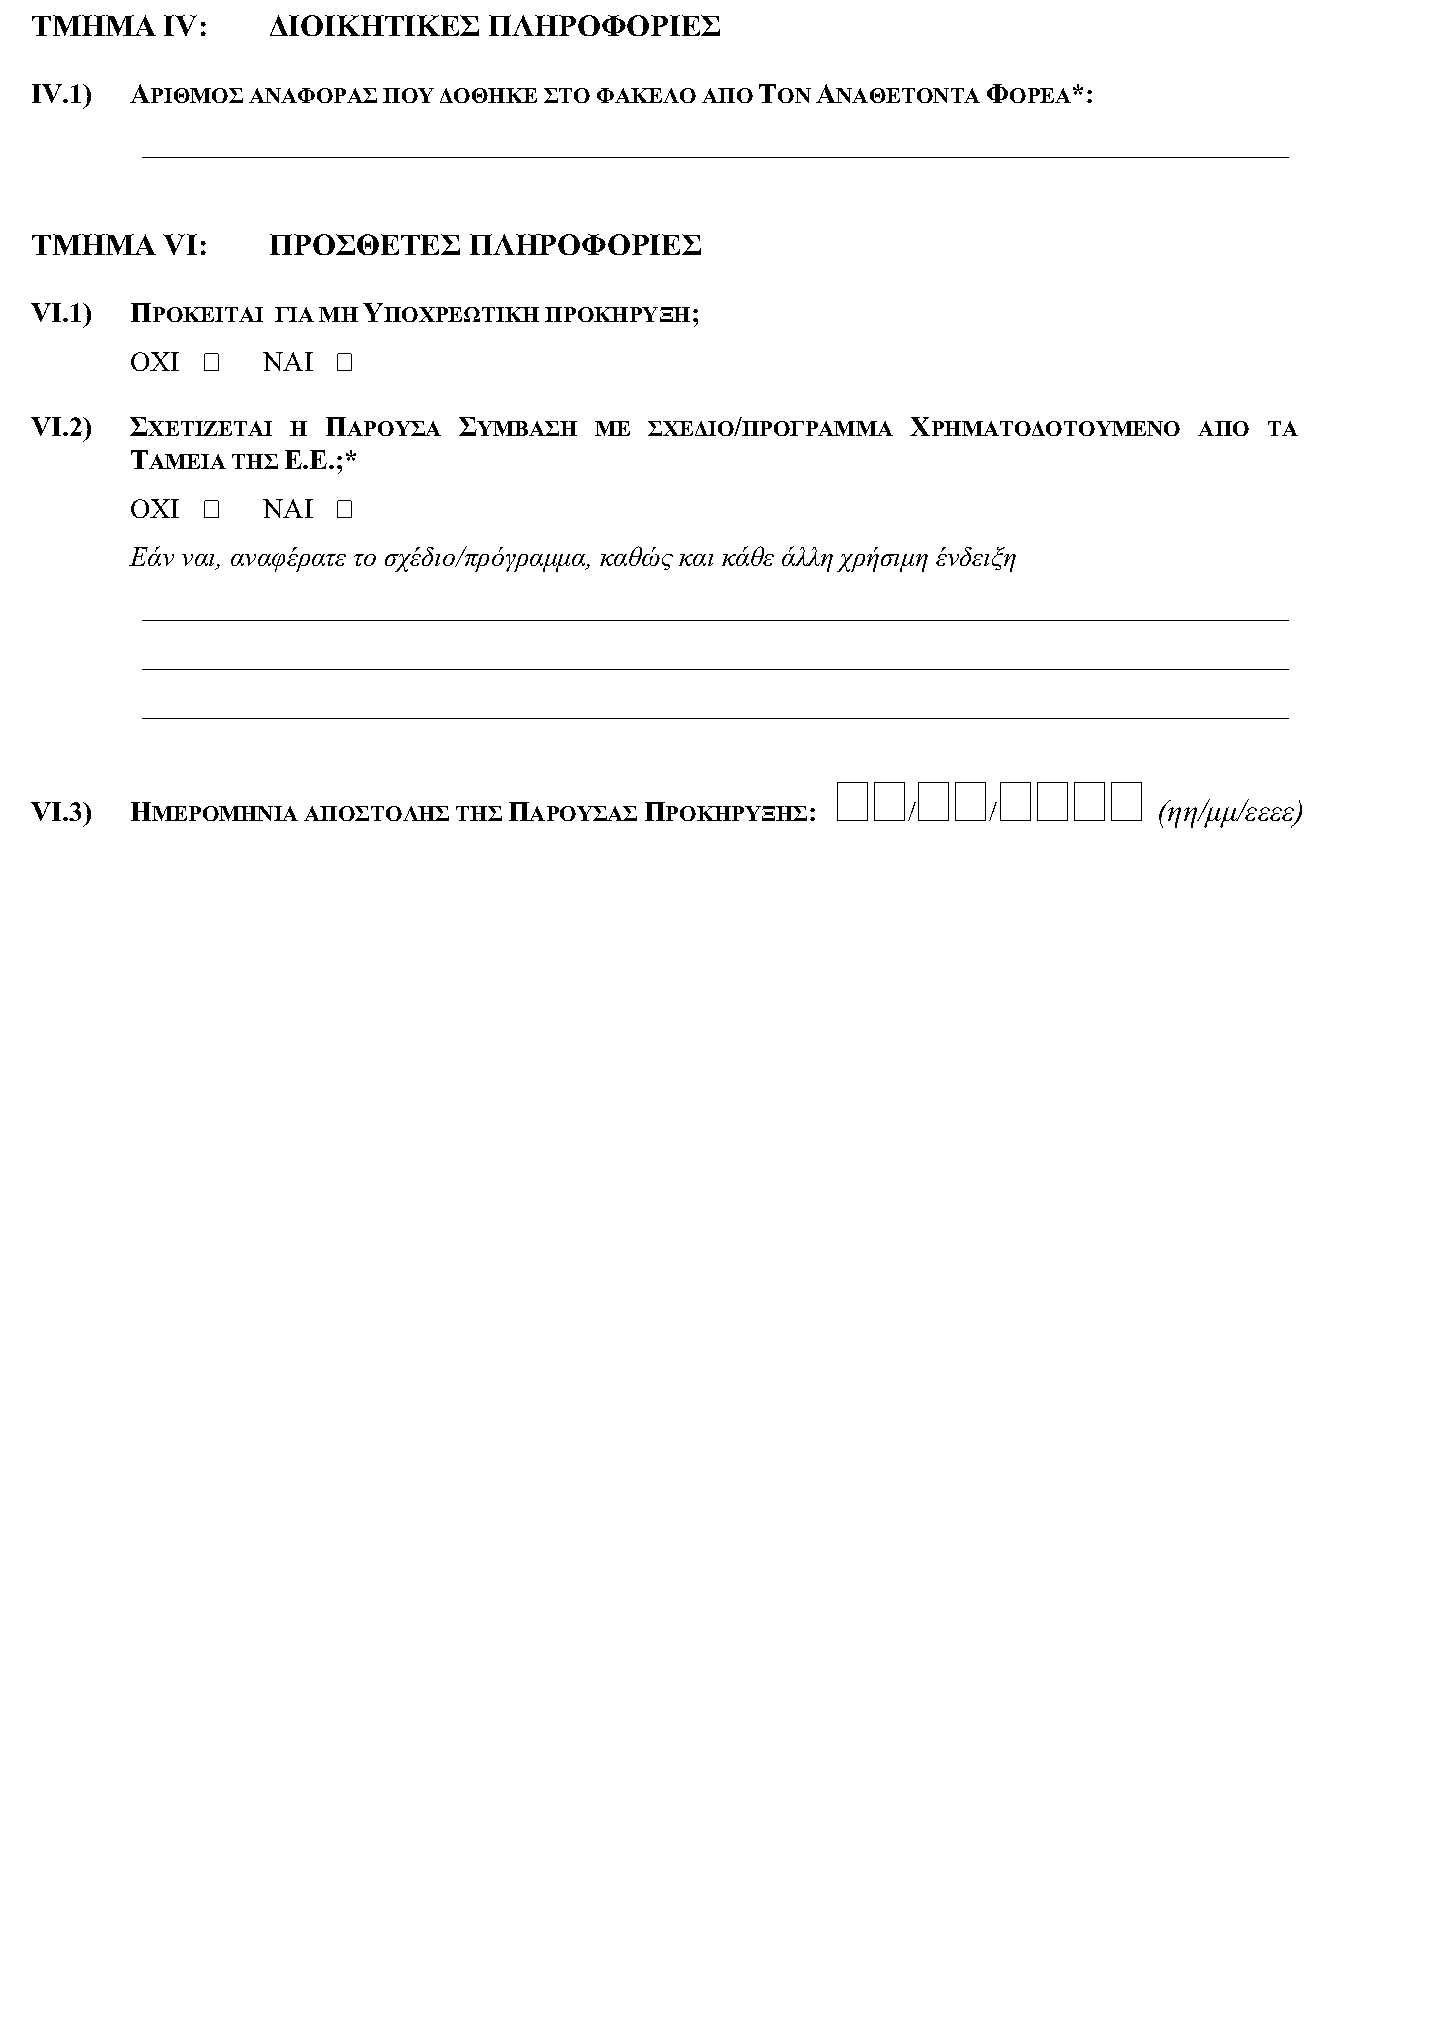 ΤΜΗΜΑ IV: ΔΙΟΙΚΗΤΙΚΕΣ ΠΛΗΡΟΦΟΡΙΕΣ
IV.1) ΑΡΙΘΜΟΣ ΑΝΑΦΟΡΑΣ ΠΟΥ ΔΟΘΗΚΕ ΣΤΟ ΦΑΚΕΛΟ ΑΠΟ ΤΟΝ ΑΝΑΘΕΤΟΝΤΑ ΦΟΡΕΑ*:
ΤΜΗΜΑ VI: ΠΡΟΣΘΕΤΕΣ ΠΛΗΡΟΦΟΡΙΕΣ
VI.1) ΠΡΟΚΕΙΤΑΙ ΓΙΑ ΜΗ ΥΠΟΧΡΕΩΤΙΚΗ ΠΡΟΚΗΡΥΞΗ;
ΟΧΙ □ ΝΑΙ □
VI.2) ΣΧΕΤΙΖΕΤΑΙ Η ΠΑΡΟΥΣΑ ΣΥΜΒΑΣΗ ΜΕ ΣΧΕΔΙΟ/ΠΡΟΓΡΑΜΜΑ ΧΡΗΜΑΤΟΔΟΤΟΥΜΕΝΟ ΑΠΟ ΤΑ
ΤΑΜΕΙΑ ΤΗΣ Ε.Ε.;*
ΟΧΙ □ ΝΑΙ □
Εάν ναι, αναφέρατε το σχέδιο/πρόγραμμα, καθώς και κάθε άλλη χρήσιμη ένδειξη
VI.3) ΗΜΕΡΟΜΗΝΙΑ ΑΠΟΣΤΟΛΗΣ ΤΗΣ ΠΑΡΟΥΣΑΣ ΠΡΟΚΗΡΥΞΗΣ: □□/□□/□□□□ (ηη/μμ/εεεε)